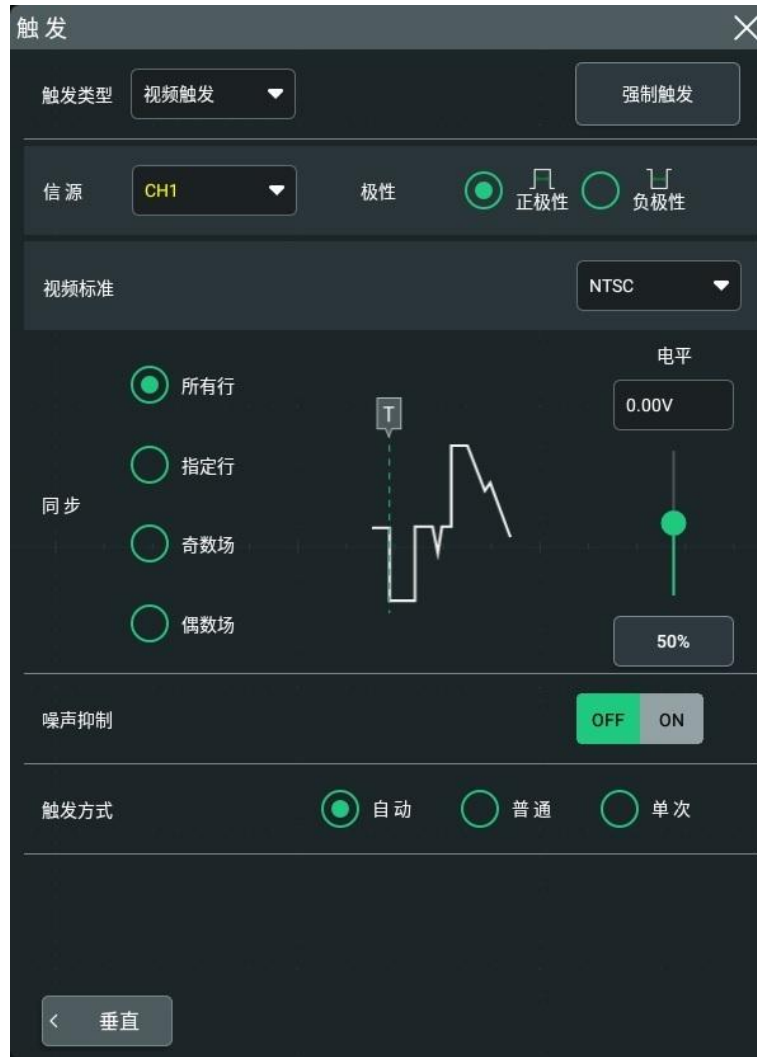 触发
触发类型 视频触发 强制触发
信源 CH1 极性 正极性 负极性
视频标准 NTSC
电平
所有行 0.00V
T
指定行
同步
奇数场
偶数场 50%
噪声抑制 OFF ON
触发方式 自动 普通 单次
< 垂直